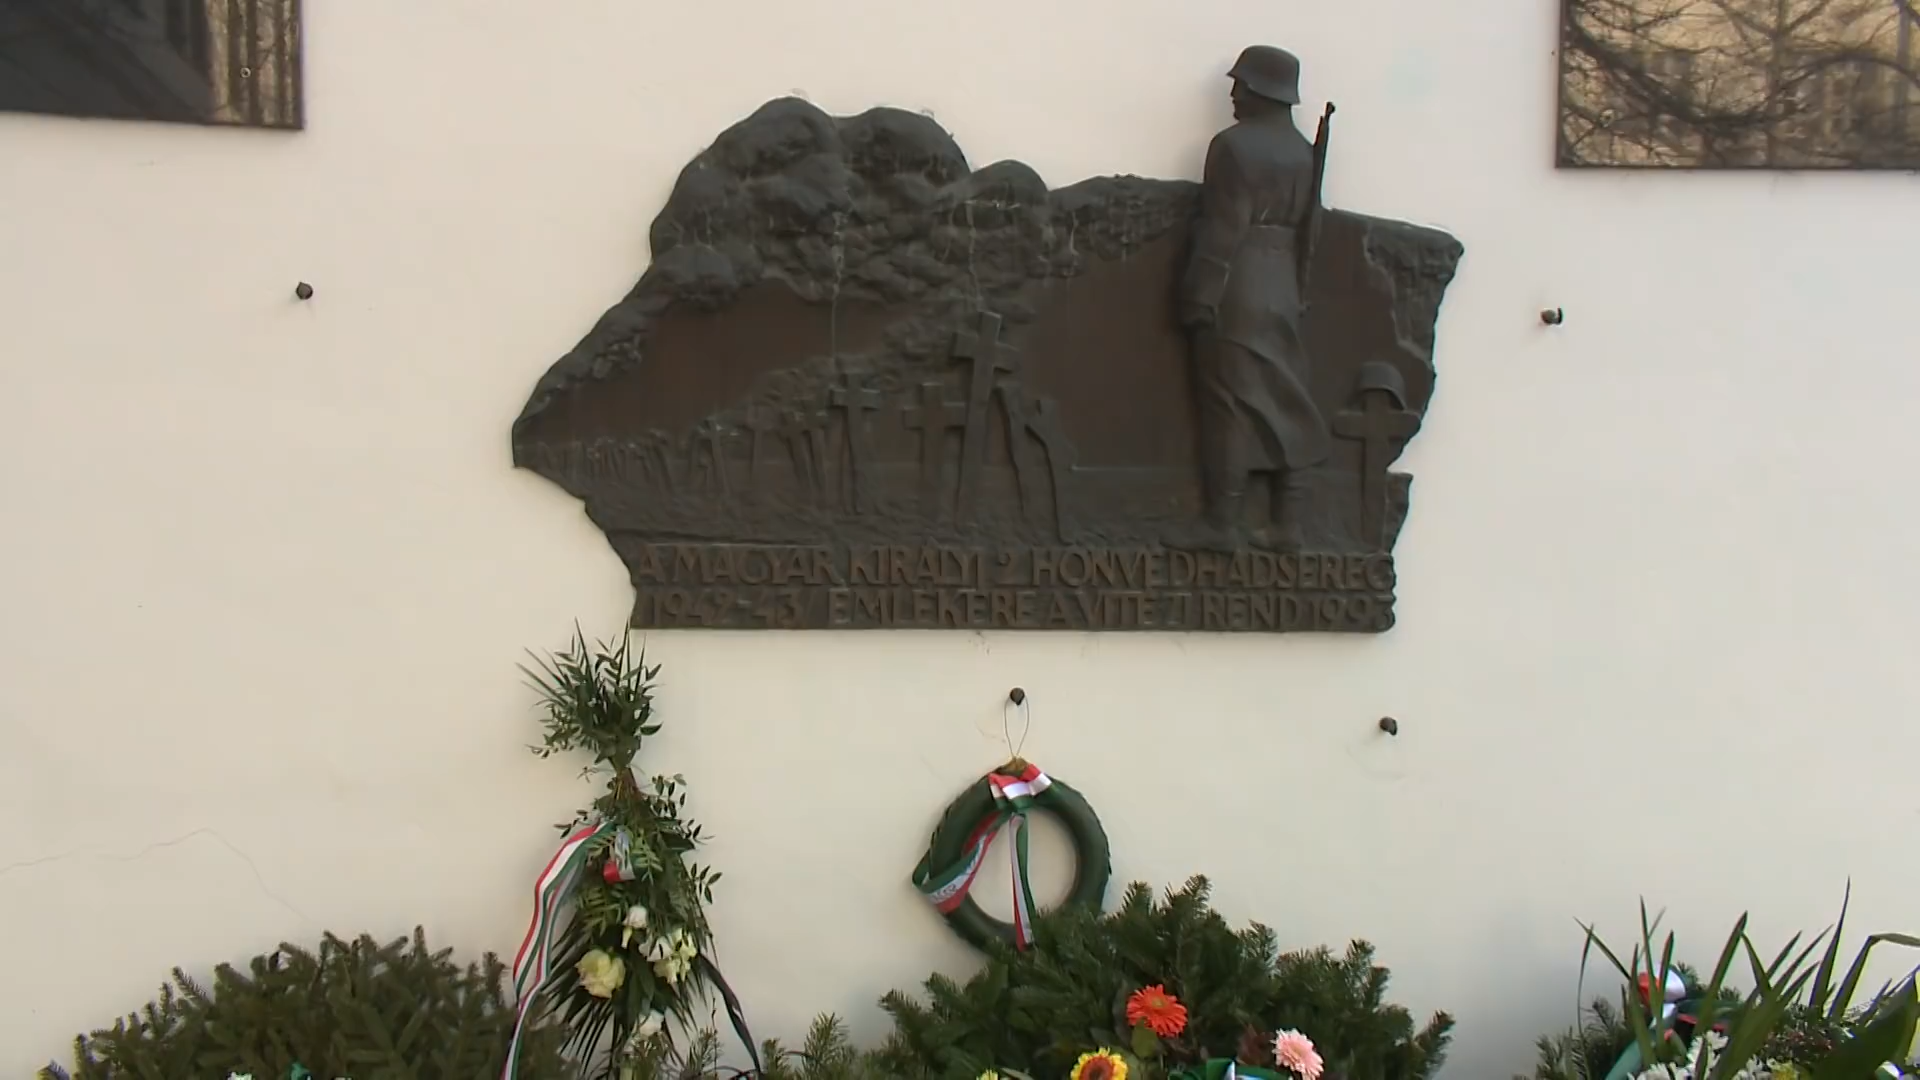 A MAGYAR KIRÁLYI 2 HONVÉDHADSEREG
1942-43 EMLÉKÉRE A VITÉZI REND 1993